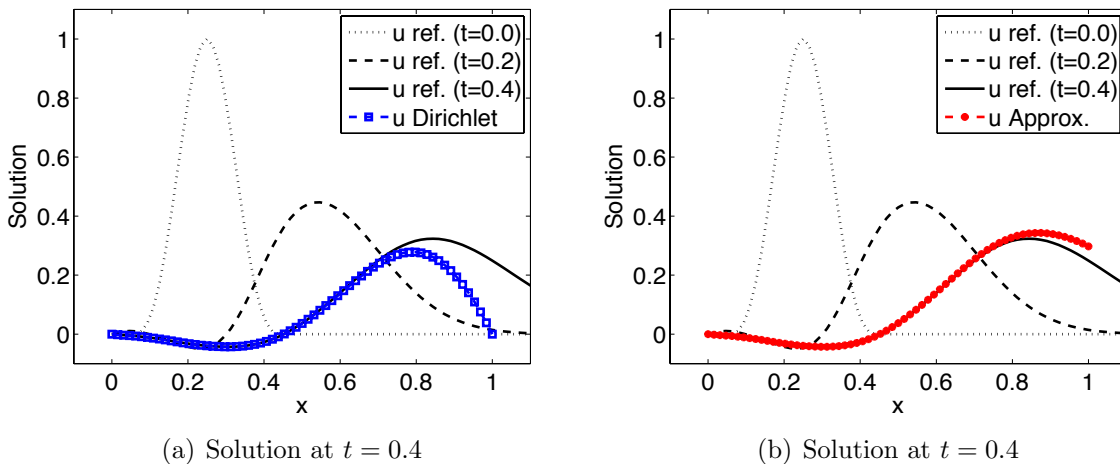 1
0.8
0.6
0.4
0.2
0
Solution
0 0.2 0.4 0.6 0.8 1
x
u ref. (t=0.0)
u ref. (t=0.2)
u ref. (t=0.4)
u Dirichlet
(a) Solution at t = 0.4
1
0.8
0.6
0.4
0.2
0
Solution
0 0.2 0.4 0.6 0.8 1
x
u ref. (t=0.0)
u ref. (t=0.2)
u ref. (t=0.4)
u Approx.
(b) Solution at t = 0.4